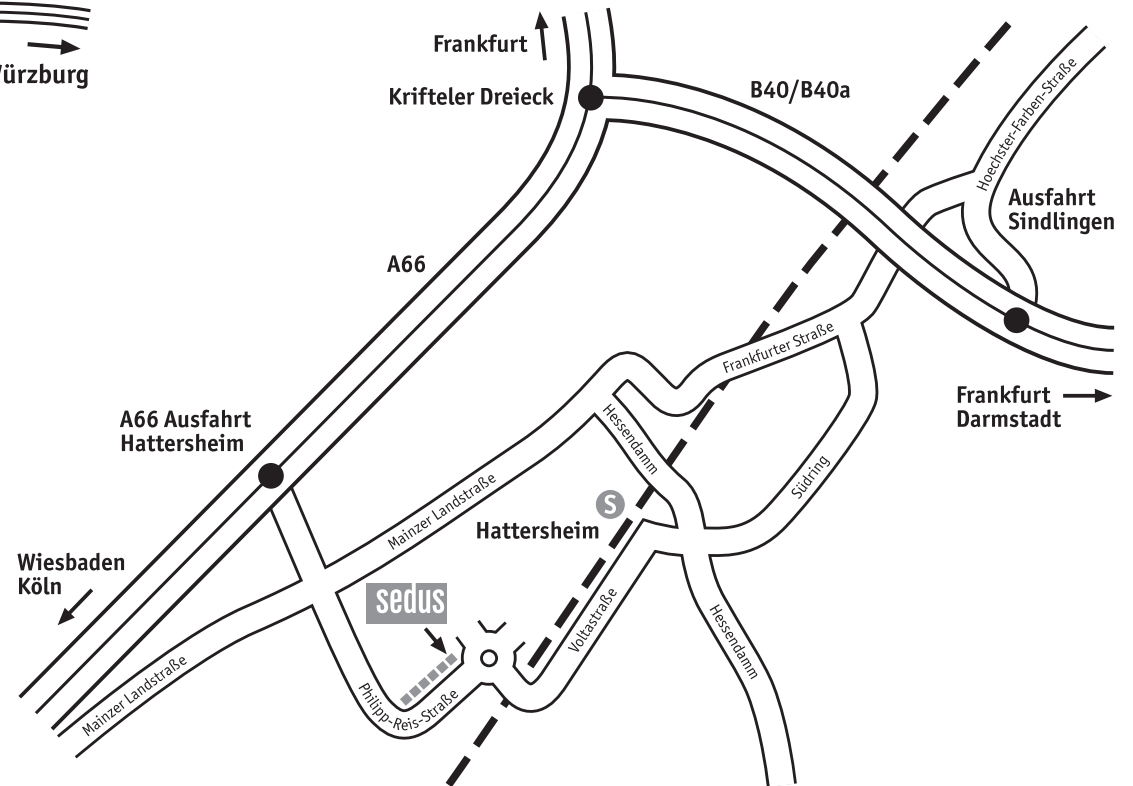 Würzburg
Frankfurt
Krifteler Dreieck
B40/B40a
Hoechster-Farben-Straße
Ausfahrt
Sindlingen
A66
Frankfurter Straße
Frankfurt
Darmstadt
A66 Ausfahrt
Hattersheim
Hessendamm
Südring
Mainzer Landstraße
S
Hattersheim
Wiesbaden
Köln
sedus
Voltastraße
Hessendamm
Mainzer Landstraße
Philipp-Reis-Straße